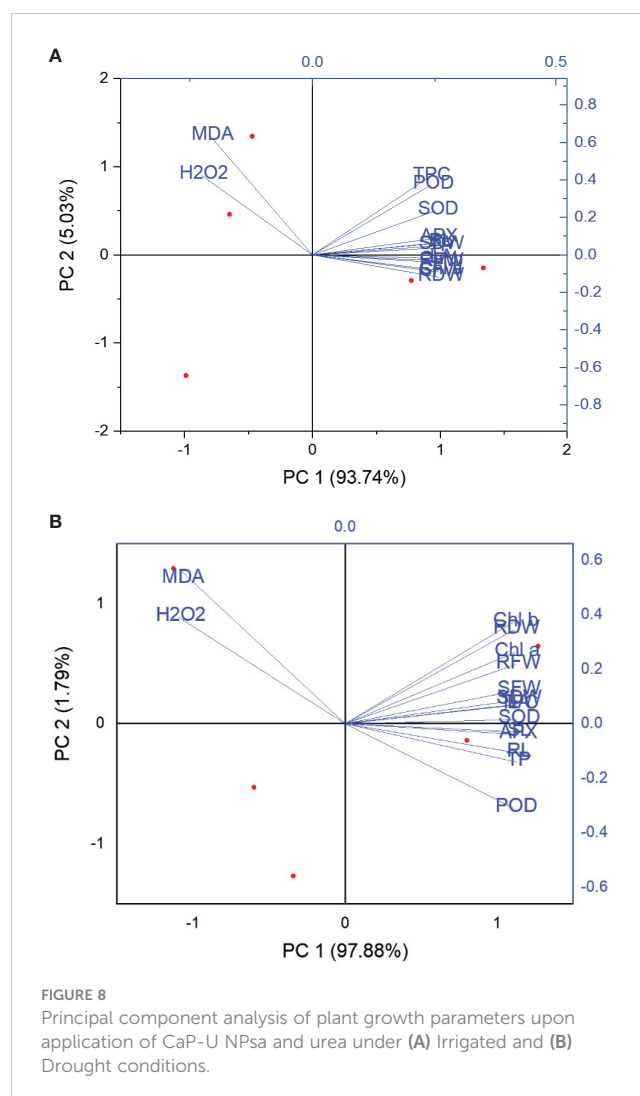 A
0.0 0.5
2
1
0
-1
-2
PC 2 (5.03%)
MDA
H2O2
TPC
POD
SOD
APX
SDW
RDW
0.8
0.6
0.4
0.2
0.0
-0.2
-0.4
-0.6
-0.8
-1 0 1 2
PC 1 (93.74%)
B
0.0
1
0
-1
PC 2 (1.79%)
MDA
H2O2
Chl b
RDW
Chl a
RFW
SFW
SDW
SOD
APX
RL
TP
POD
0.6
0.4
0.2
0.0
-0.2
-0.4
-0.6
-1 0 1
PC 1 (97.88%)
FIGURE 8
Principal component analysis of plant growth parameters upon
application of CaP-U NPsa and urea under (A) Irrigated and (B)
Drought conditions.